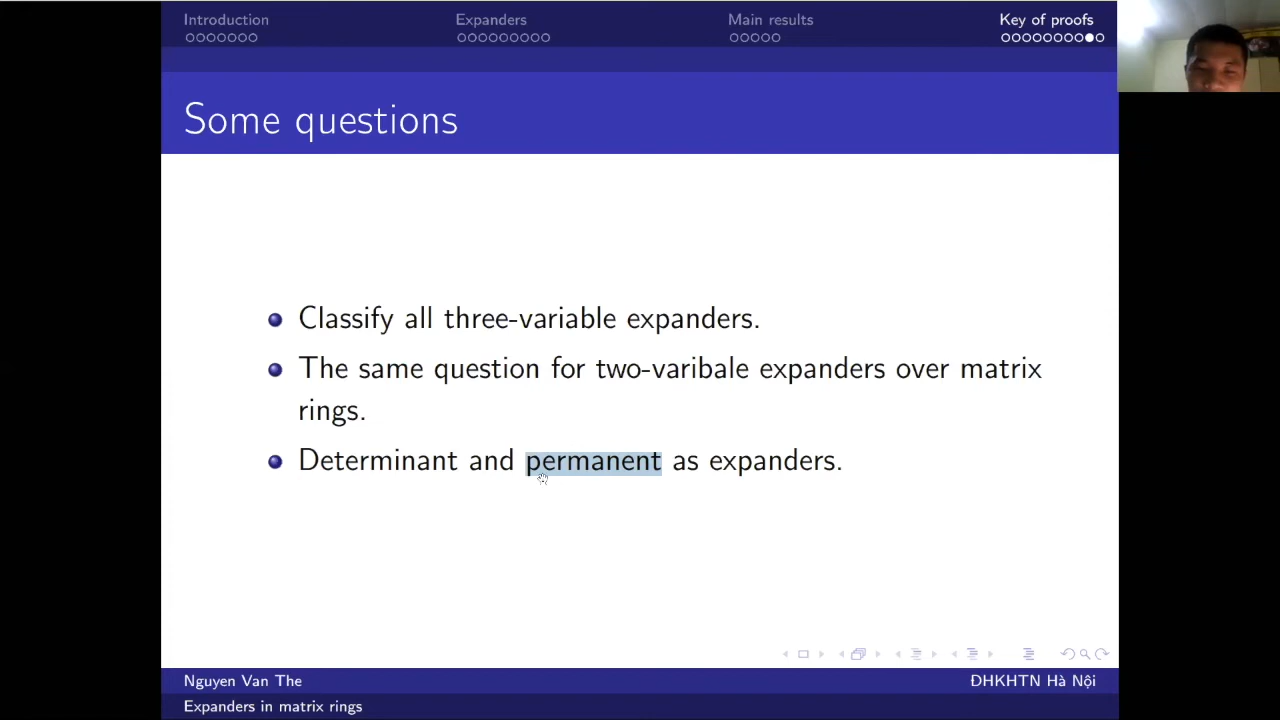 Introduction
Expanders
Main results
Key of proofs
Some questions
Classify all three-variable expanders.
The same question for two-varibale expanders over matrix
rings.
Determinant and permanent as expanders.
Nguyen Van The
ĐHKHTN Hà Nội
Expanders in matrix rings